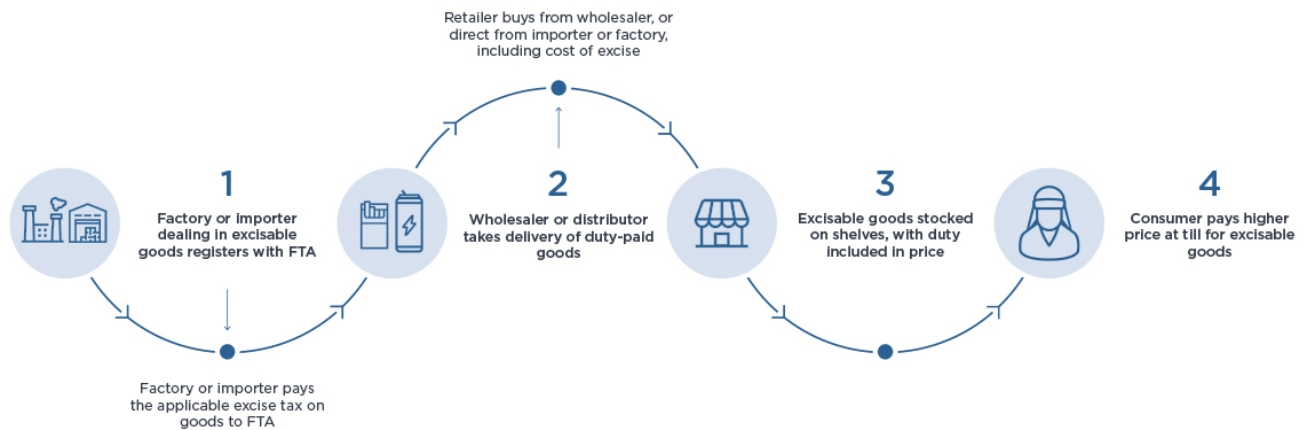 Retailer buys from wholesaler, or
direct from importer or factory,
including cost of excise
1
Factory or importer
dealing in excisable
goods registers with FTA
Factory or importer pays
the applicable excise tax on
goods to FTA
2
Wholesaler or distributor
takes delivery of duty-paid
goods
3
Excisable goods stocked
on shelves, with duty
included in price
4
Consumer pays higher
price at till for excisable
goods